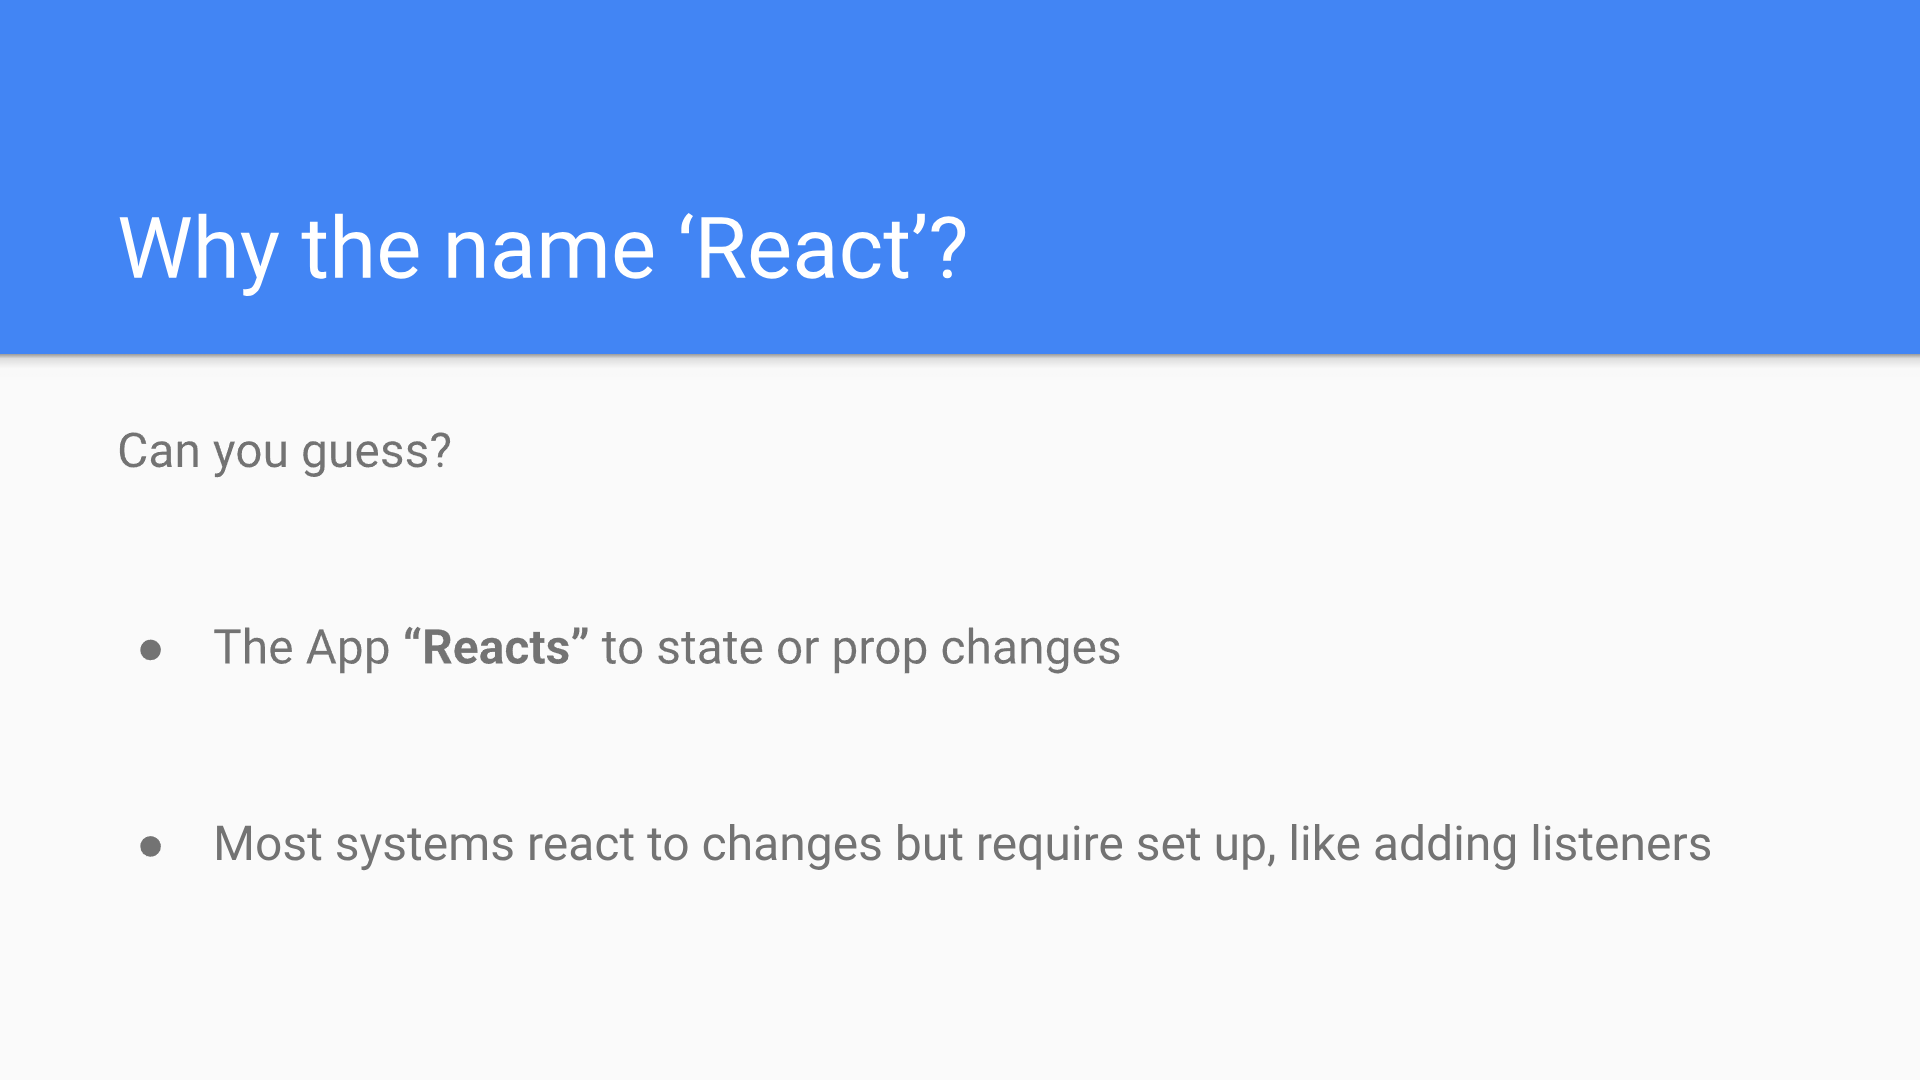 Why the name ‘React’?
Can you guess?
● The App “Reacts” to state or prop changes
● Most systems react to changes but require set up, like adding listeners